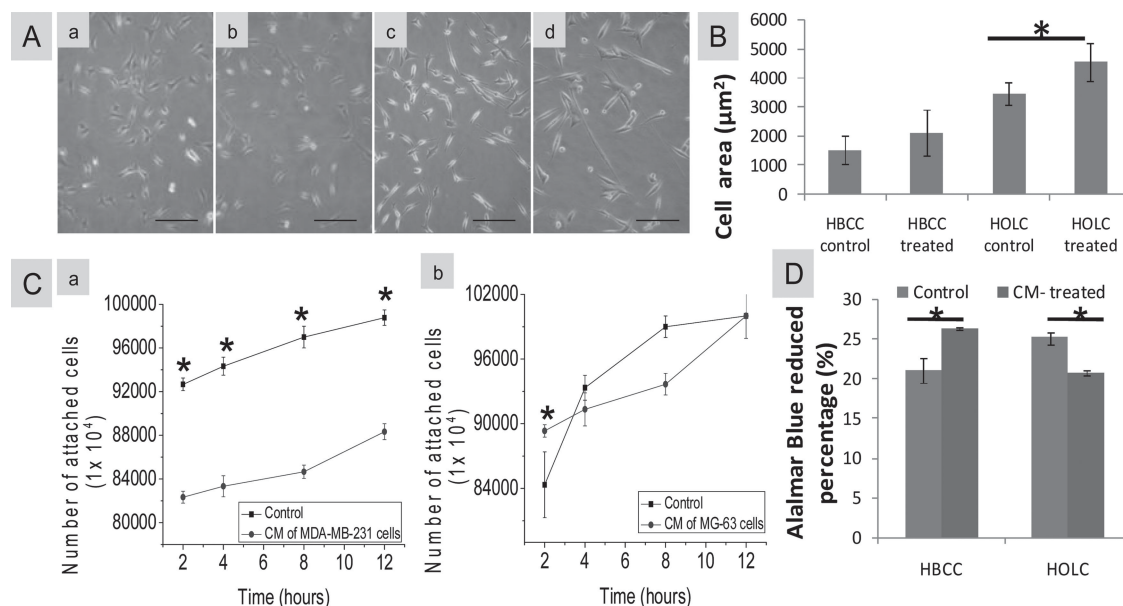 A
a
b
c
d
B
Cell area (µm²)
6000
5000
4000
3000
2000
1000
0
*
HBCC control
HBCC treated
HOLC control
HOLC treated
C
a
Number of attached cells
(1x 10⁴)
100000
96000
92000
88000
84000
80000
* * * *
Control
CM of MDA-MB-231 cells
2 4 6 8 10 12
Time (hours)
b
Number of attached cells
(1x 10⁴)
102000
96000
90000
84000
*
Control
CM of MG-63 cells
2 4 6 8 10 12
Time (hours)
D
Alalmar Blue reduced
percentage (%)
Control CM- treated
30
25
20
15
10
5
0
* *
HBCC HOLC